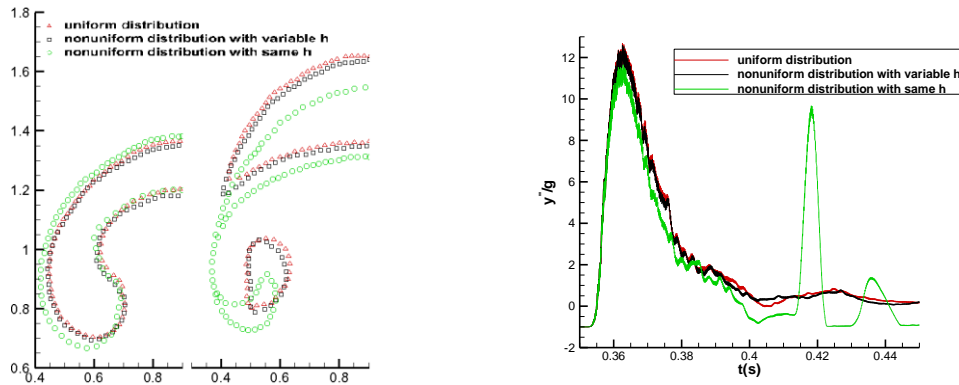 1.8
1.6
1.4
1.2
1.0
0.8
0.6
0.4 0.6 0.8 0.4 0.6 0.8
uniform distribution
nonuniform distribution with variable h
nonuniform distribution with same h
12
10
8
6
4
2
0
-2
y''/g
0.36 0.38 0.4 0.42 0.44
t(s)
uniform distribution
nonuniform distribution with variable h
nonuniform distribution with same h